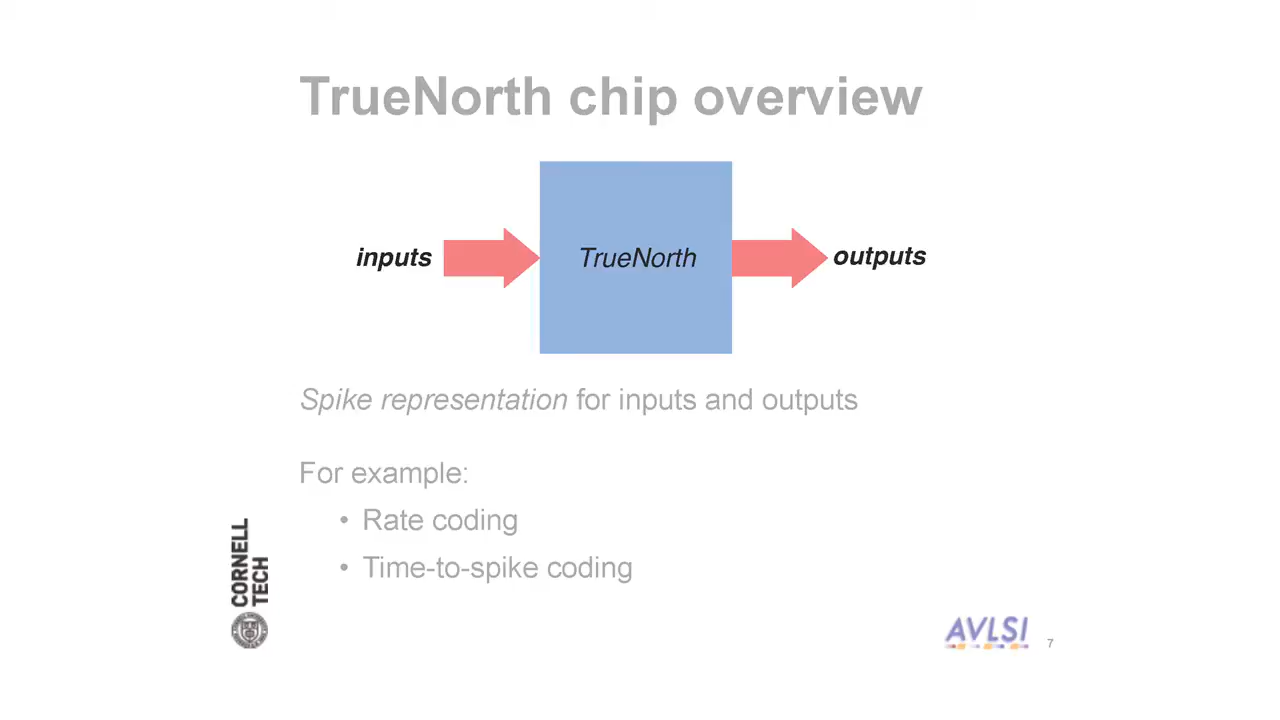 TrueNorth chip overview
inputs
TrueNorth
outputs
Spike representation for inputs and outputs
For example:
• Rate coding
• Time-to-spike coding
CORNELL
TECH
AVLSI
7